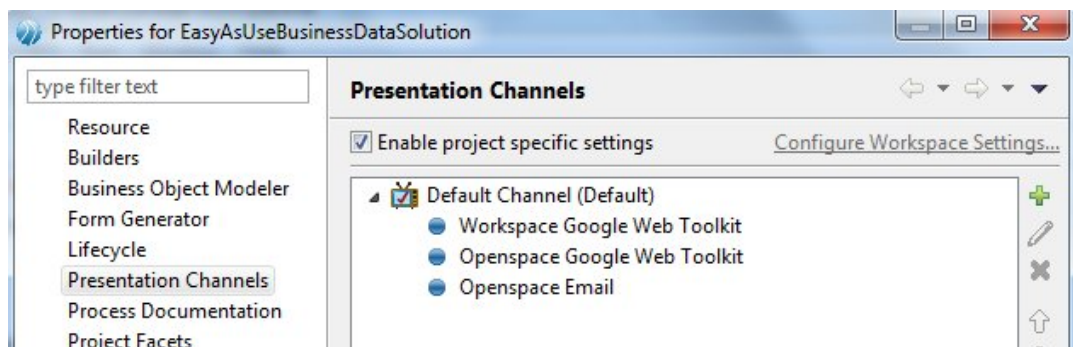 Properties for EasyAsUseBusinessDataSolution
type filter text
Resource
Builders
Business Object Modeler
Form Generator
Lifecycle
Presentation Channels
Process Documentation
Project Facets
Presentation Channels
Enable project specific settings
Configure Workspace Settings...
Default Channel (Default)
Workspace Google Web Toolkit
Openspace Google Web Toolkit
Openspace Email